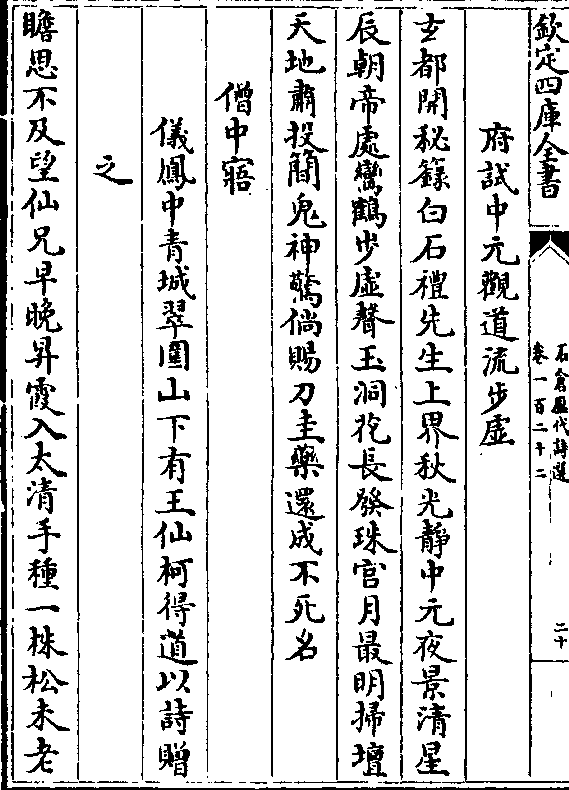 欽定四庫全書
石倉歷代詩選
卷一百二十二
二十
府試中元觀道流步虛
玄都開秘籙白石禮先生上界秋光靜中元夜景清星
辰朝帝處鸞鶴步虛聲玉洞花長發珠宮月最明掃壇
天地肅投簡鬼神驚倘賜刀圭藥還成不死名
僧中寤
儀鳳中青城翠圍山下有王仙柯得道以詩贈
之
瞻思不及望仙兄早晚昇霞入太清手種一株松未老